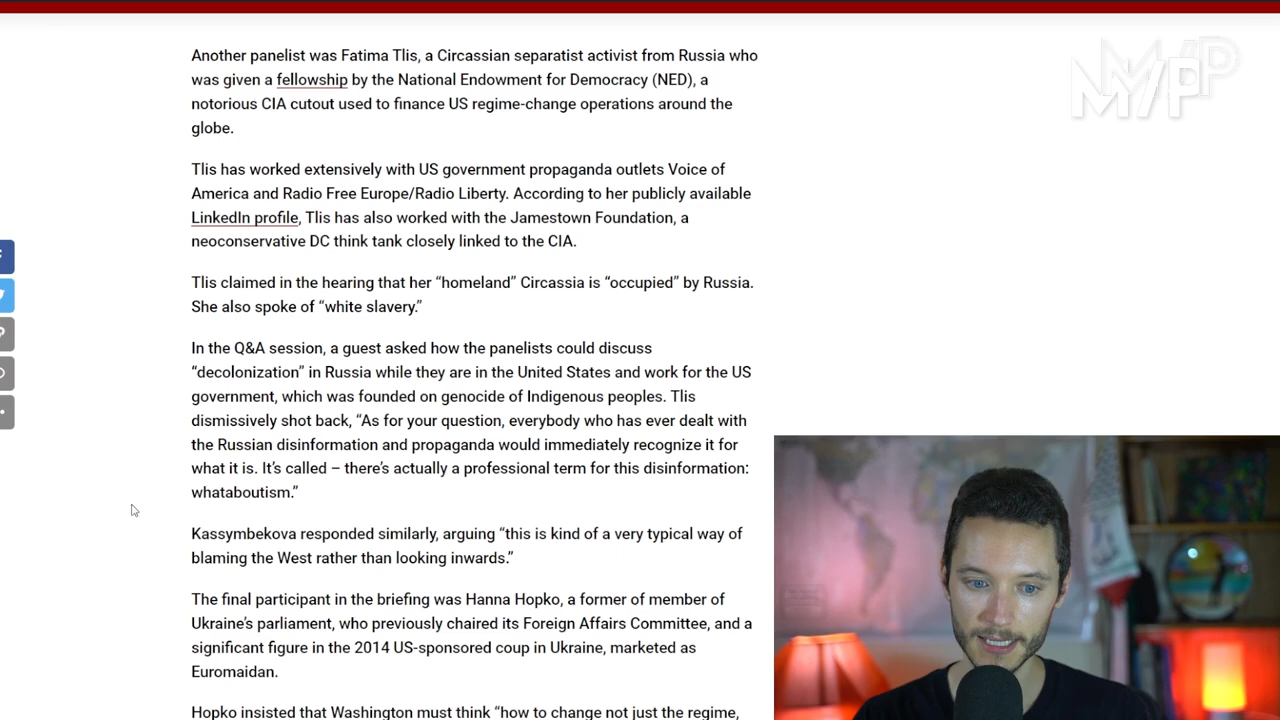 Another panelist was Fatima Tlis, a Circassian separatist activist from Russia who
was given a fellowship by the National Endowment for Democracy (NED), a
notorious CIA cutout used to finance US regime-change operations around the
globe.
Tlis has worked extensively with US government propaganda outlets Voice of
America and Radio Free Europe/Radio Liberty. According to her publicly available
LinkedIn profile, Tlis has also worked with the Jamestown Foundation, a
neoconservative DC think tank closely linked to the CIA.
Tlis claimed in the hearing that her “homeland” Circassia is “occupied” by Russia.
She also spoke of “white slavery.”
In the Q&A session, a guest asked how the panelists could discuss
“decolonization” in Russia while they are in the United States and work for the US
government, which was founded on genocide of Indigenous peoples. Tlis
dismissively shot back, “As for your question, everybody who has ever dealt with
the Russian disinformation and propaganda would immediately recognize it for
what it is. It’s called – there’s actually a professional term for this disinformation:
whataboutism.”
Kassymbekova responded similarly, arguing “this is kind of a very typical way of
blaming the West rather than looking inwards.”
The final participant in the briefing was Hanna Hopko, a former of member of
Ukraine’s parliament, who previously chaired its Foreign Affairs Committee, and a
significant figure in the 2014 US-sponsored coup in Ukraine, marketed as
Euromaidan.
Hopko insisted that Washington must think “how to change not just the regime,